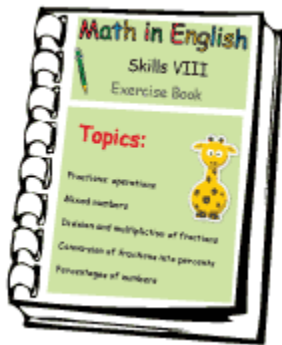 Math in English
Skills VIII
Exercise Book
Topics:
Fractions: operations
Mixed numbers
Division and multiplication of fractions
Conversion of fractions into percents
Percentages of numbers